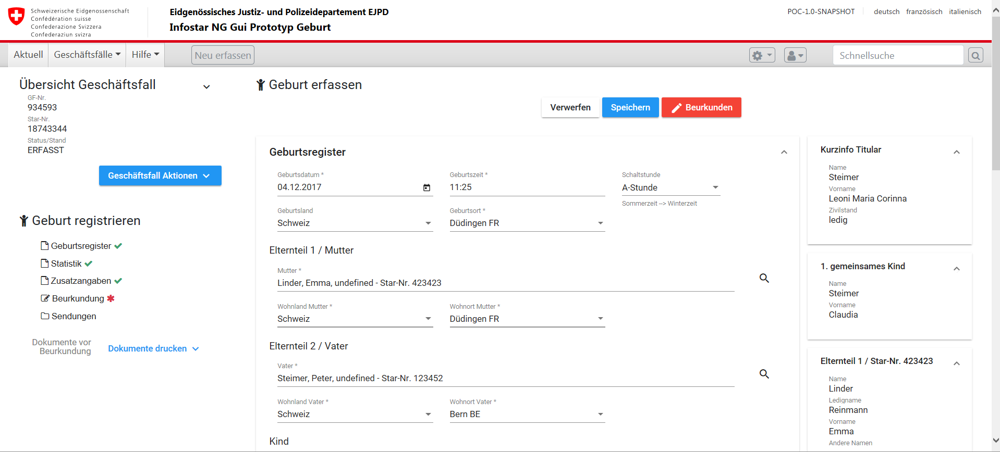 Schweizerische Eidgenossenschaft
Confédération suisse
Confederazione Svizzera
Confederaziun svizra
Eidgenössisches Justiz- und Polizeidepartement EJPD
Infostar NG Gui Prototyp Geburt
POC-1.0-SNAPSHOT
deutsch französisch italienisch
Aktuell Geschäftsfälle Hilfe Neu erfassen Schnellsuche
Übersicht Geschäftsfall
GF-Nr.
934593
Star-Nr.
18743344
Status/Stand
ERFASST
Geschäftsfall Aktionen
Geburt registrieren
Geburtsregister
Statistik
Zusatzangaben
Beurkundung
Sendungen
Dokumente vor
Beurkundung
Dokumente drucken
Geburt erfassen
Verwerfen Speichern Beurkunden
Geburtsregister
Geburtsdatum * Geburtszeit * Schaltstunde
04.12.2017 11:25 A-Stunde
Sommerzeit --> Winterzeit
Geburtsland Geburtsort *
Schweiz Düdingen FR
Elternteil 1 / Mutter
Mutter *
Linder, Emma, undefined - Star-Nr. 423423
Wohnland Mutter * Wohnort Mutter *
Schweiz Düdingen FR
Elternteil 2 / Vater
Vater *
Steimer, Peter, undefined - Star-Nr. 123452
Wohnland Vater * Wohnort Vater *
Schweiz Bern BE
Kind
Kurzinfo Titular
Name
Steimer
Vorname
Leoni Maria Corinna
Zivilstand
ledig
1. gemeinsames Kind
Name
Steimer
Vorname
Claudia
Elternteil 1 / Star-Nr. 423423
Name
Linder
Ledigname
Reinmann
Vorname
Emma
Andere Namen